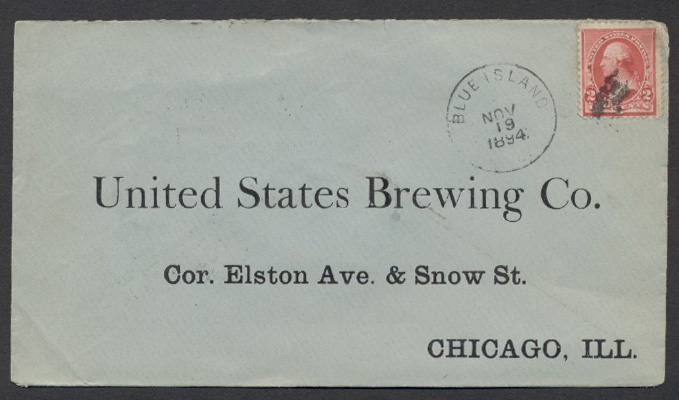 BLUE ISLAND
NOV
19
1894
United States Brewing Co.
Cor. Elston Ave. & Snow St.
CHICAGO, ILL.